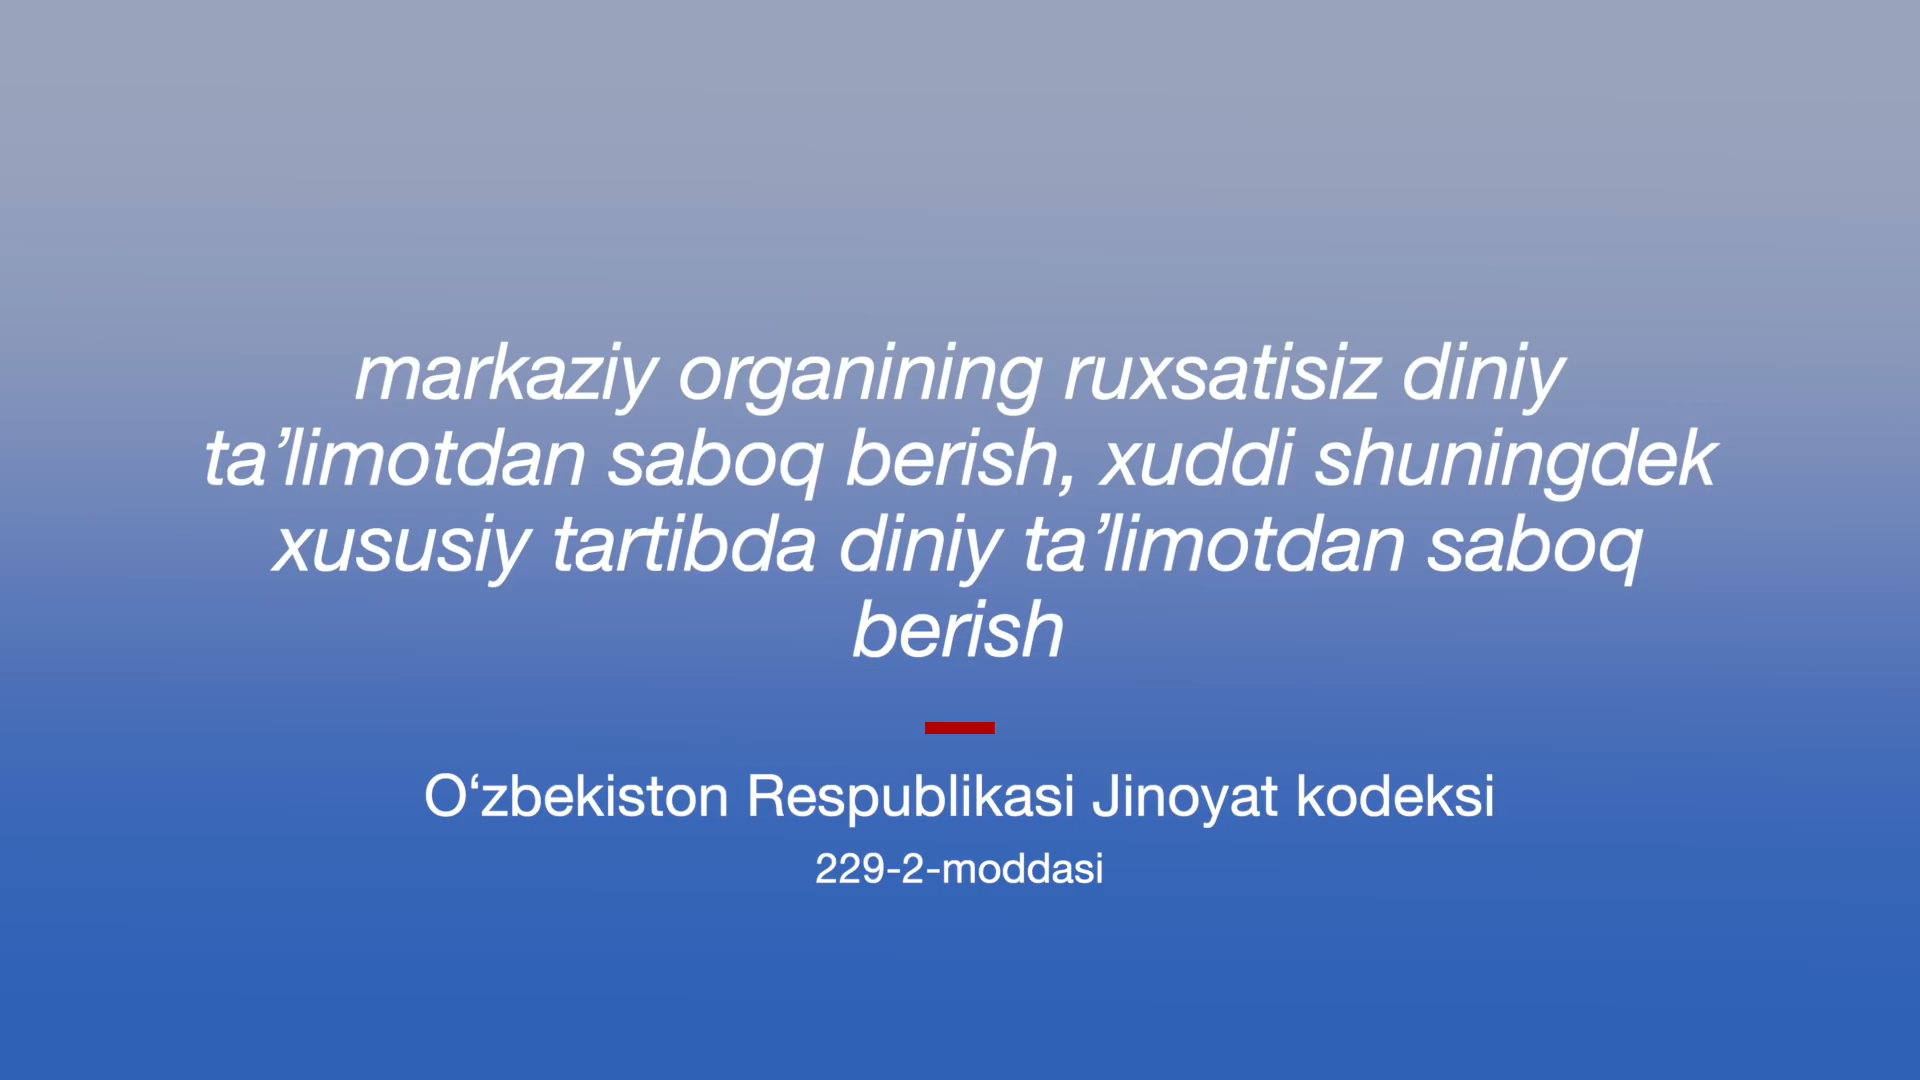 markaziy organining ruxsatisiz diniy
ta’limotdan saboq berish, xuddi shuningdek
xususiy tartibda diniy ta’limotdan saboq
berish
O‘zbekiston Respublikasi Jinoyat kodeksi
229-2-moddasi